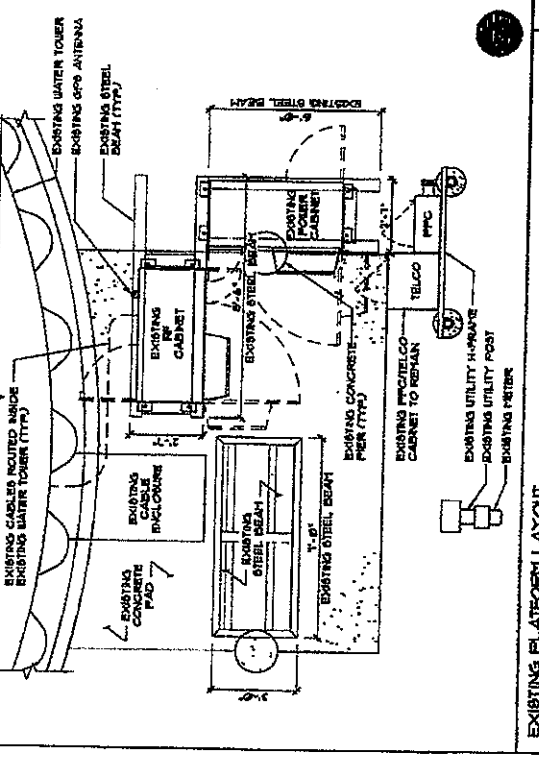 EXISTING CABLES ROUTED INSIDE
EXISTING WATER TOWER (TYP.)
EXISTING WATER TOWER
EXISTING GPS ANTENNA
EXISTING STEEL
BEAM (TYP.)
EXISTING
RF
CABINET
EXISTING
CABLE
ENCLOSURE
EXISTING
CONCRETE
PAD
EXISTING STEEL BEAM
EXISTING STEEL BEAM
EXISTING
POWER
CABINET
EXISTING
STEEL BEAM
EXISTING STEEL BEAM
EXISTING CONCRETE
PIER (TYP.)
EXISTING PPC/TELCO
CABINET TO REMAIN
TELCO
PPC
EXISTING UTILITY H-FRAME
EXISTING UTILITY POST
EXISTING METER
EXISTING PLATFORM LAYOUT